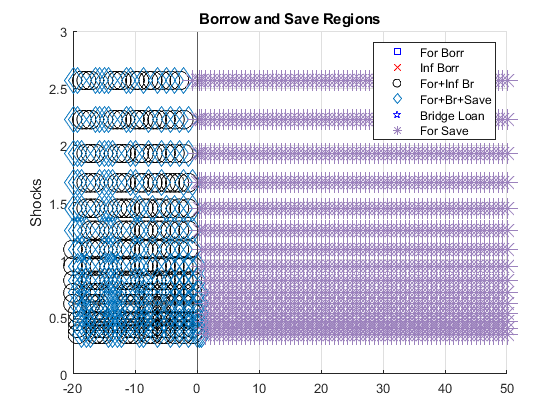 Borrow and Save Regions
For Borr
Inf Borr
For+Inf Br
For+Br+Save
Bridge Loan
For Save
Shocks
3
2.5
2
1.5
1
0.5
0
-20
-10
0
10
20
30
40
50